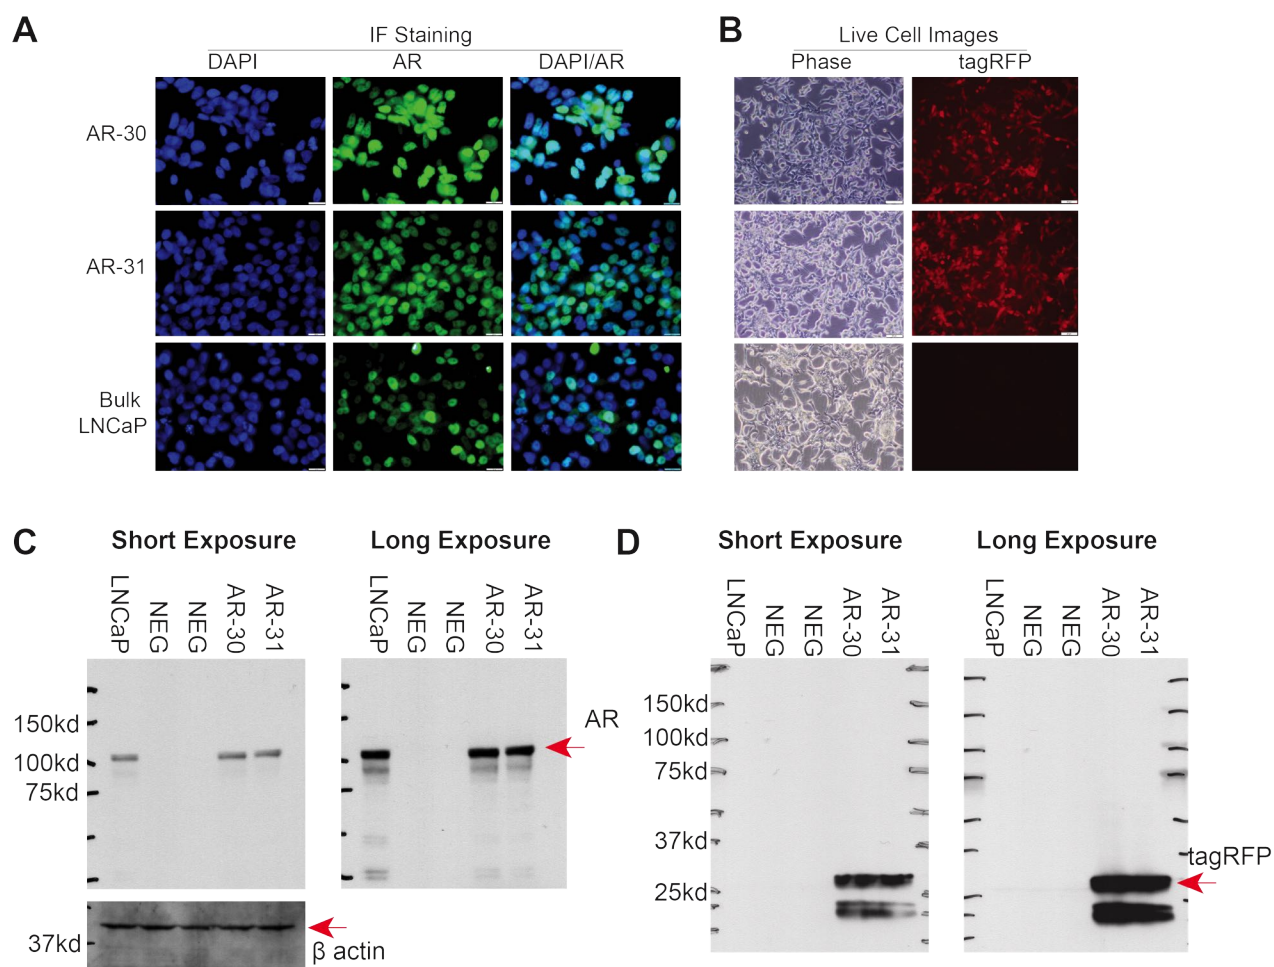 A
IF Staining
DAPI
AR
DAPI/AR
AR-30
AR-31
Bulk
LNCaP
B
Live Cell Images
Phase
tagRFP
C
Short Exposure
Long Exposure
LNCaP
NEG
NEG
AR-30
AR-31
LNCaP
NEG
NEG
AR-30
AR-31
150kd
100kd
75kd
AR
37kd
β actin
D
Short Exposure
Long Exposure
LNCaP
NEG
NEG
AR-30
AR-31
LNCaP
NEG
NEG
AR-30
AR-31
150kd
100kd
75kd
37kd
25kd
tagRFP